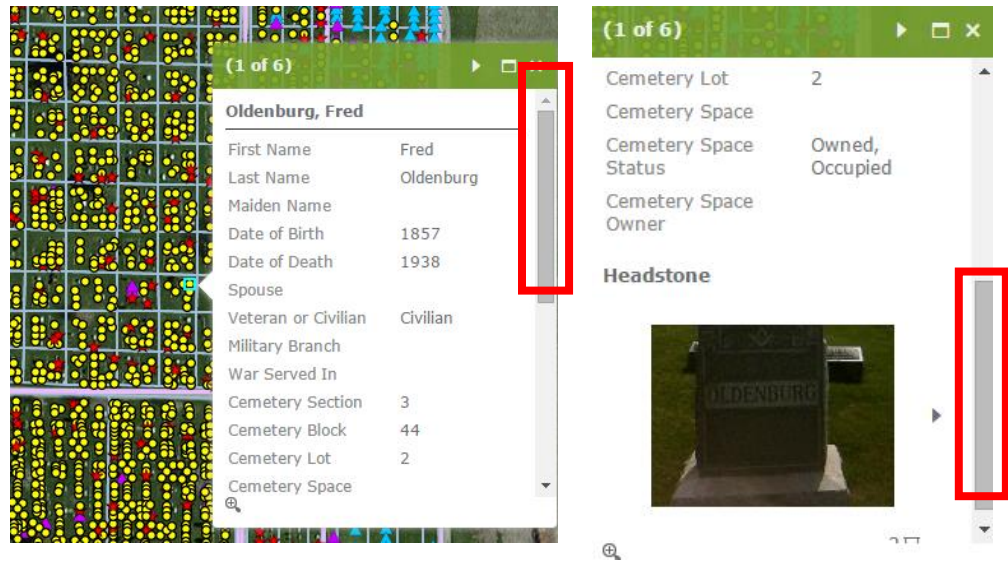 (1 of 6)
Oldenburg, Fred
First Name Fred
Last Name Oldenburg
Maiden Name
Date of Birth 1857
Date of Death 1938
Spouse
Veteran or Civilian Civilian
Military Branch
War Served In
Cemetery Section 3
Cemetery Block 44
Cemetery Lot 2
Cemetery Space
(1 of 6)
Cemetery Lot 2
Cemetery Space
Cemetery Space Owned,
Status Occupied
Cemetery Space
Owner
Headstone
OLDENBURG